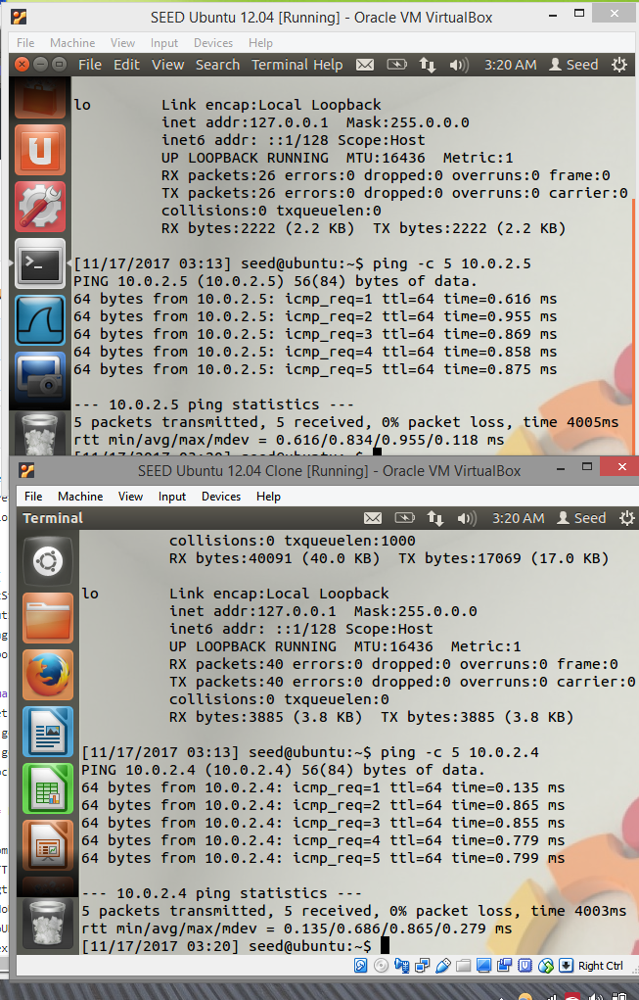 SEED Ubuntu 12.04 [Running] - Oracle VM VirtualBox
File Machine View Input Devices Help
File Edit View Search Terminal Help 3:20 AM Seed
lo Link encap:Local Loopback
inet addr:127.0.0.1 Mask:255.0.0.0
inet6 addr: ::1/128 Scope:Host
UP LOOPBACK RUNNING MTU:16436 Metric:1
RX packets:26 errors:0 dropped:0 overruns:0 frame:0
TX packets:26 errors:0 dropped:0 overruns:0 carrier:0
collisions:0 txqueuelen:0
RX bytes:2222 (2.2 KB) TX bytes:2222 (2.2 KB)
[11/17/2017 03:13] seed@ubuntu:~$ ping -c 5 10.0.2.5
PING 10.0.2.5 (10.0.2.5) 56(84) bytes of data.
64 bytes from 10.0.2.5: icmp_req=1 ttl=64 time=0.616 ms
64 bytes from 10.0.2.5: icmp_req=2 ttl=64 time=0.955 ms
64 bytes from 10.0.2.5: icmp_req=3 ttl=64 time=0.869 ms
64 bytes from 10.0.2.5: icmp_req=4 ttl=64 time=0.858 ms
64 bytes from 10.0.2.5: icmp_req=5 ttl=64 time=0.875 ms
--- 10.0.2.5 ping statistics ---
5 packets transmitted, 5 received, 0% packet loss, time 4005ms
rtt min/avg/max/mdev = 0.616/0.834/0.955/0.118 ms
[11/17/2017 03:20] seed@ubuntu:~$
SEED Ubuntu 12.04 Clone [Running] - Oracle VM VirtualBox
File Machine View Input Devices Help
Terminal 3:20 AM Seed
collisions:0 txqueuelen:1000
RX bytes:40091 (40.0 KB) TX bytes:17069 (17.0 KB)
lo Link encap:Local Loopback
inet addr:127.0.0.1 Mask:255.0.0.0
inet6 addr: ::1/128 Scope:Host
UP LOOPBACK RUNNING MTU:16436 Metric:1
RX packets:40 errors:0 dropped:0 overruns:0 frame:0
TX packets:40 errors:0 dropped:0 overruns:0 carrier:0
collisions:0 txqueuelen:0
RX bytes:3885 (3.8 KB) TX bytes:3885 (3.8 KB)
[11/17/2017 03:13] seed@ubuntu:~$ ping -c 5 10.0.2.4
PING 10.0.2.4 (10.0.2.4) 56(84) bytes of data.
64 bytes from 10.0.2.4: icmp_req=1 ttl=64 time=0.135 ms
64 bytes from 10.0.2.4: icmp_req=2 ttl=64 time=0.865 ms
64 bytes from 10.0.2.4: icmp_req=3 ttl=64 time=0.855 ms
64 bytes from 10.0.2.4: icmp_req=4 ttl=64 time=0.779 ms
64 bytes from 10.0.2.4: icmp_req=5 ttl=64 time=0.799 ms
--- 10.0.2.4 ping statistics ---
5 packets transmitted, 5 received, 0% packet loss, time 4003ms
rtt min/avg/max/mdev = 0.135/0.686/0.865/0.279 ms
[11/17/2017 03:20] seed@ubuntu:~$
Right Ctrl